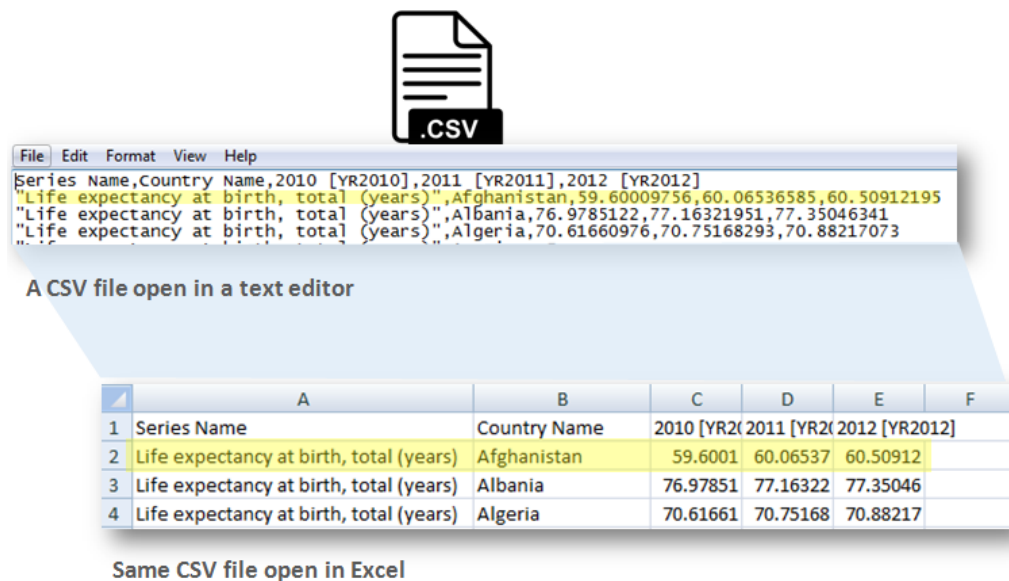 .CSV
File Edit Format View Help
Series Name,Country Name,2010 [YR2010],2011 [YR2011],2012 [YR2012]
"Life expectancy at birth, total (years)",Afghanistan,59.60009756,60.06536585,60.50912195
"Life expectancy at birth, total (years)",Albania,76.9785122,77.16321951,77.35046341
"Life expectancy at birth, total (years)",Algeria,70.61660976,70.75168293,70.88217073
A CSV file open in a text editor
A B C D E F
1 Series Name Country Name 2010 [YR2( 2011 [YR2( 2012 [YR2012]
2 Life expectancy at birth, total (years) Afghanistan 59.6001 60.06537 60.50912
3 Life expectancy at birth, total (years) Albania 76.97851 77.16322 77.35046
4 Life expectancy at birth, total (years) Algeria 70.61661 70.75168 70.88217
Same CSV file open in Excel